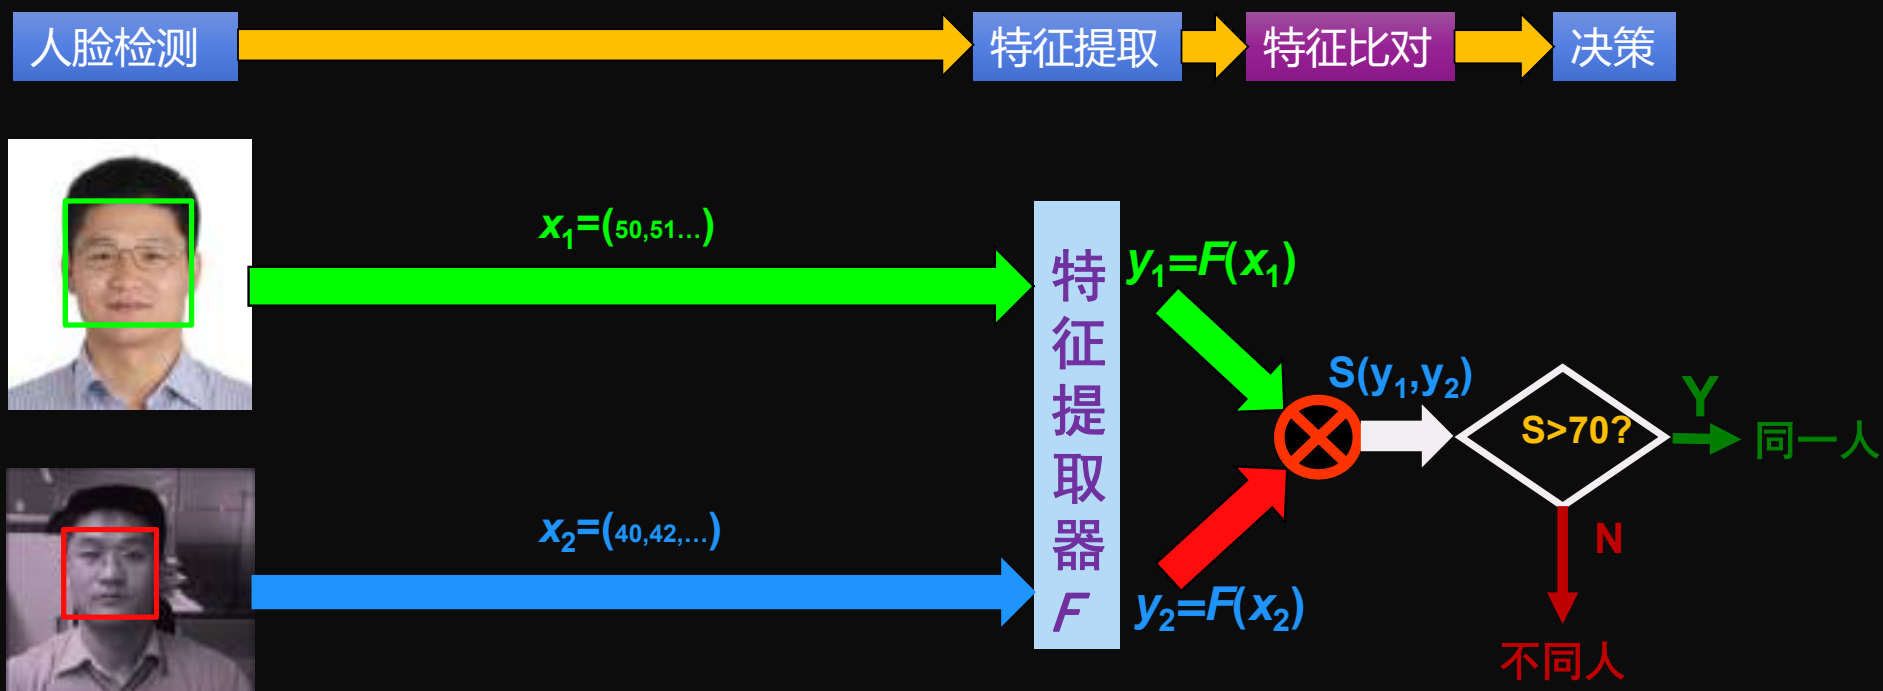 人脸检测
特征提取
特征比对
决策
x₁=(50,51...)
特征提取器F
y₁=F(x₁)
S(y₁,y₂)
S>70?
Y
同一人
x₂=(40,42,...)
N
y₂=F(x₂)
不同人